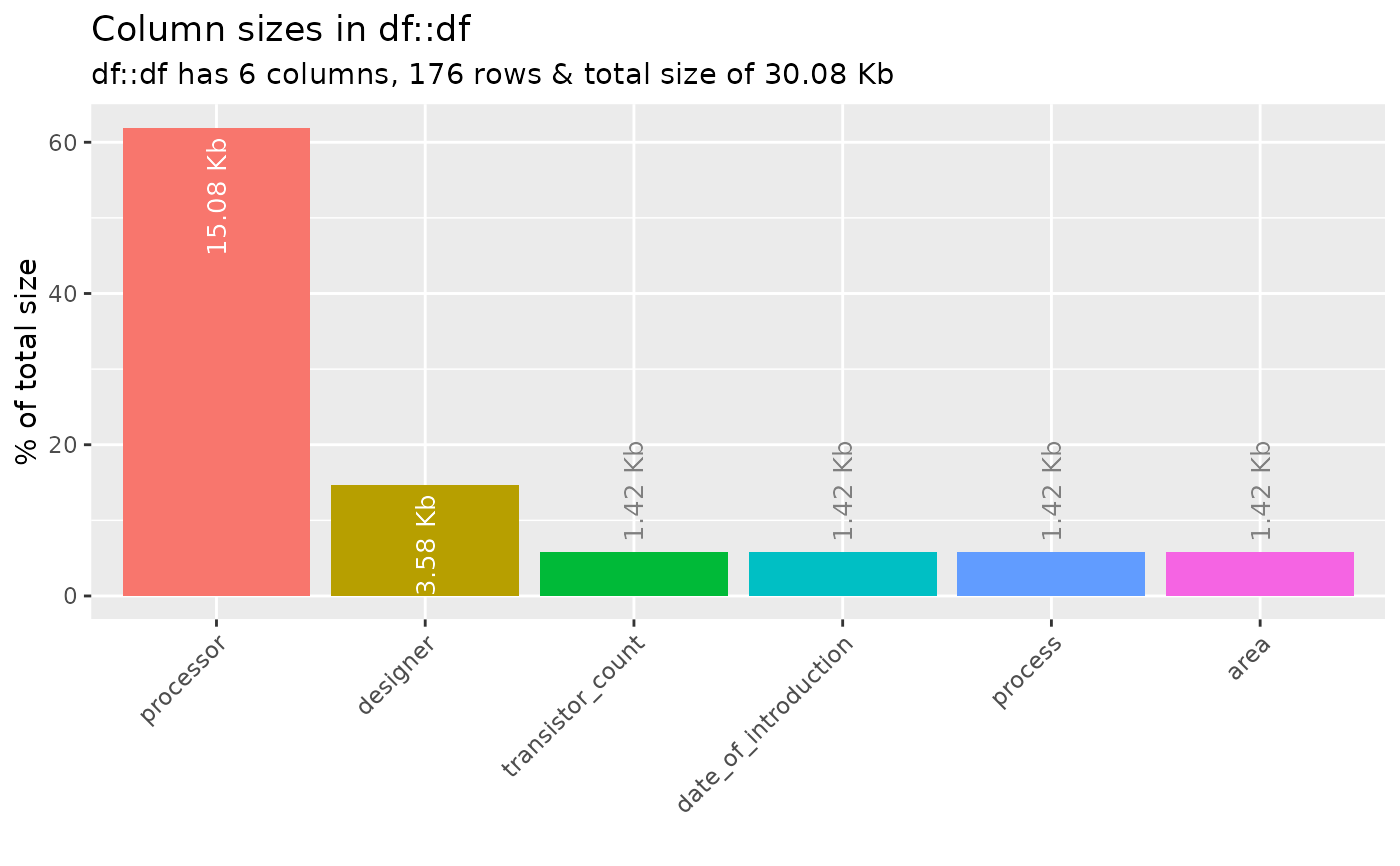 Column sizes in df::df
df::df has 6 columns, 176 rows & total size of 30.08 Kb
% of total size
60
40
20
0
15.08 Kb
3.58 Kb
1.42 Kb
1.42 Kb
1.42 Kb
1.42 Kb
processor
designer
transistor_count
date_of_introduction
process
area